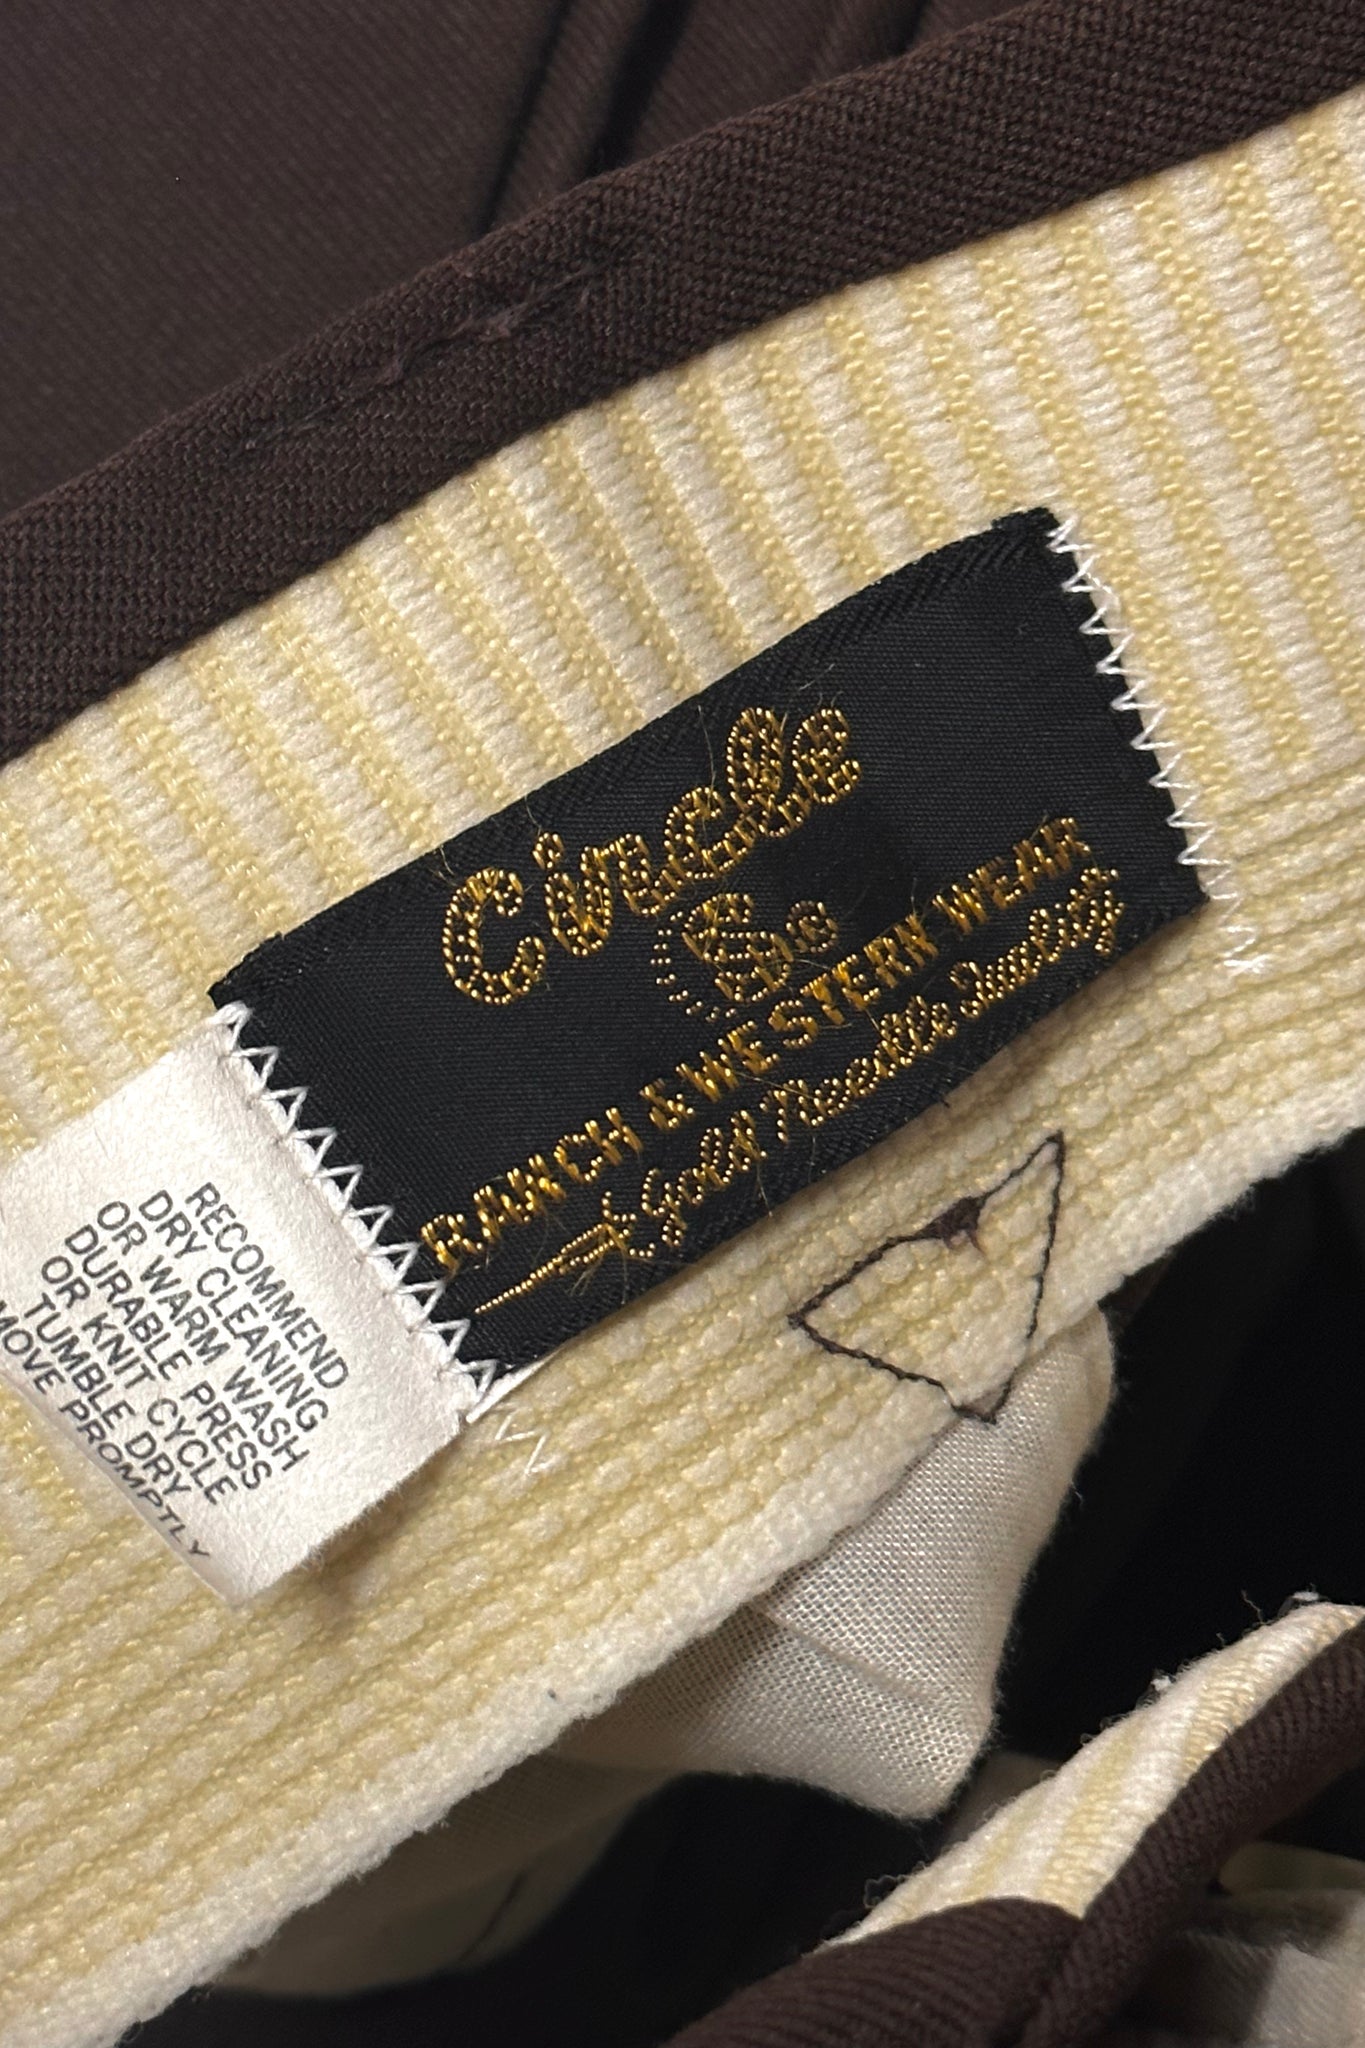 Circle
S
RANCH & WESTERN WEAR
A Gold Needle Quality
RECOMMEND
DRY CLEANING
OR WARM WASH
DURABLE PRESS
OR KNIT CYCLE
TUMBLE DRY
MOVE PROMPTLY